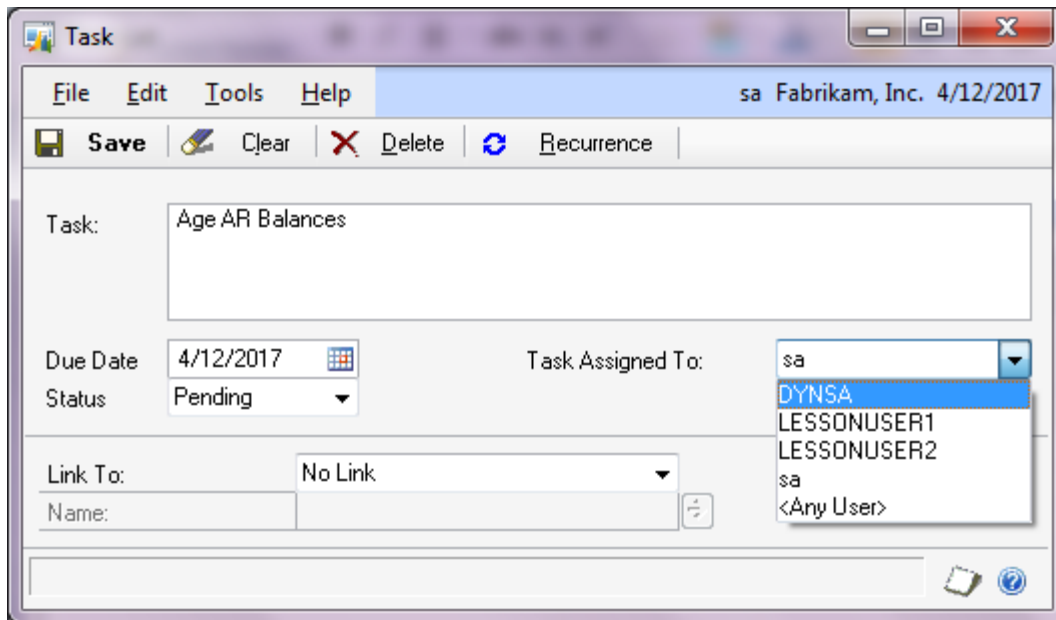 Task
File Edit Tools Help sa Fabrikam, Inc. 4/12/2017
Save Clear Delete Recurrence
Task: Age AR Balances
Due Date 4/12/2017 Task Assigned To: sa
Status Pending
DYNSA
LESSONUSER1
LESSONUSER2
sa
<Any User>
Link To: No Link
Name: